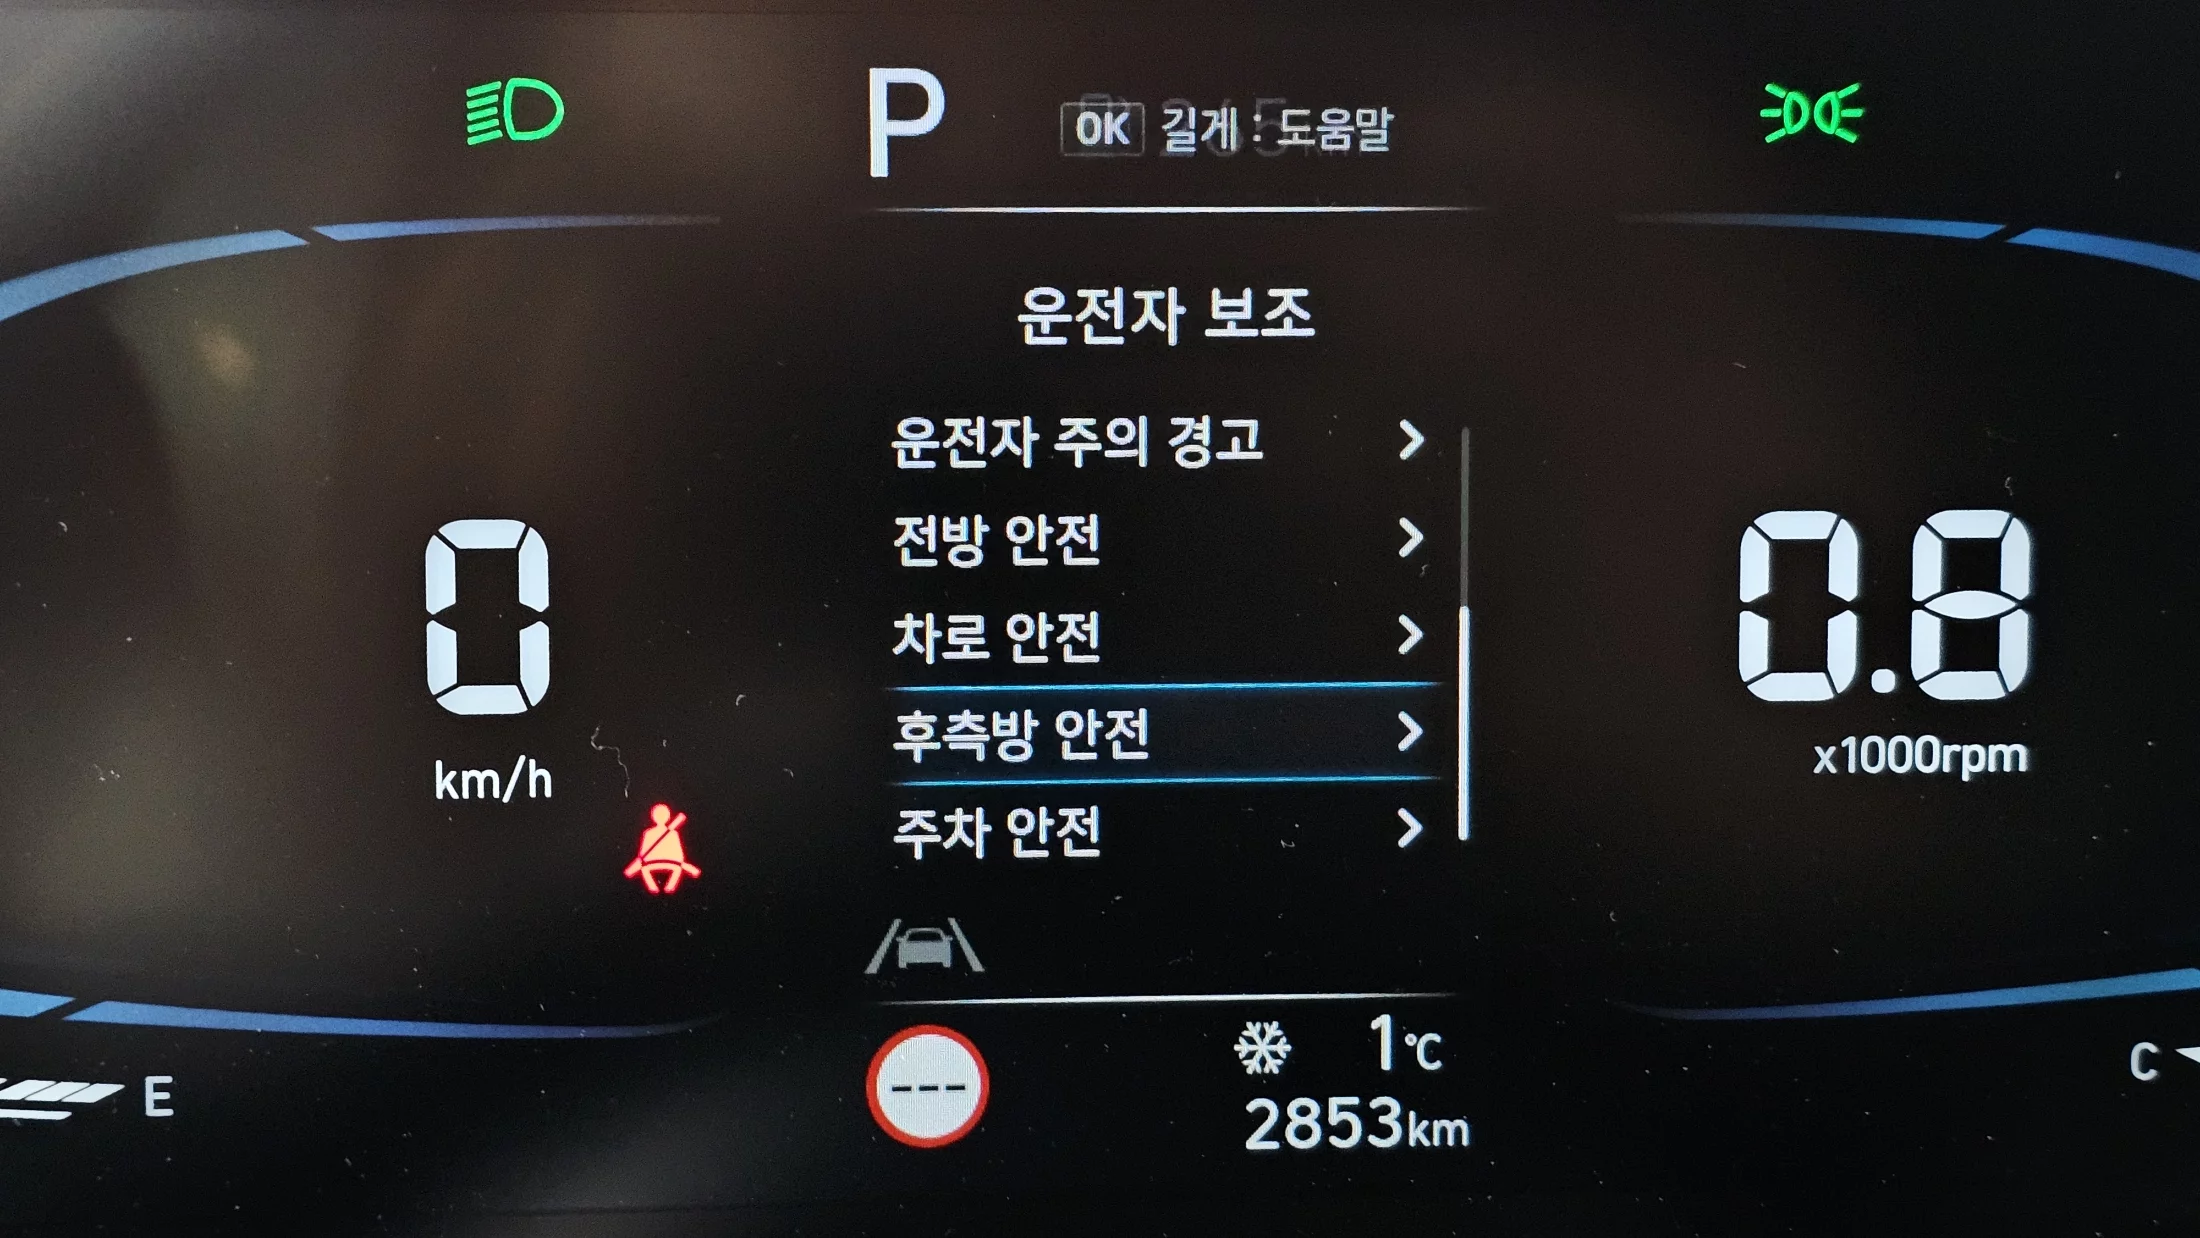 P
OK 길게 : 도움말
운전자 보조
운전자 주의 경고
전방 안전
차로 안전
후측방 안전
주차 안전
0
km/h
0.8
x1000rpm
---
1℃
2853km
E
C